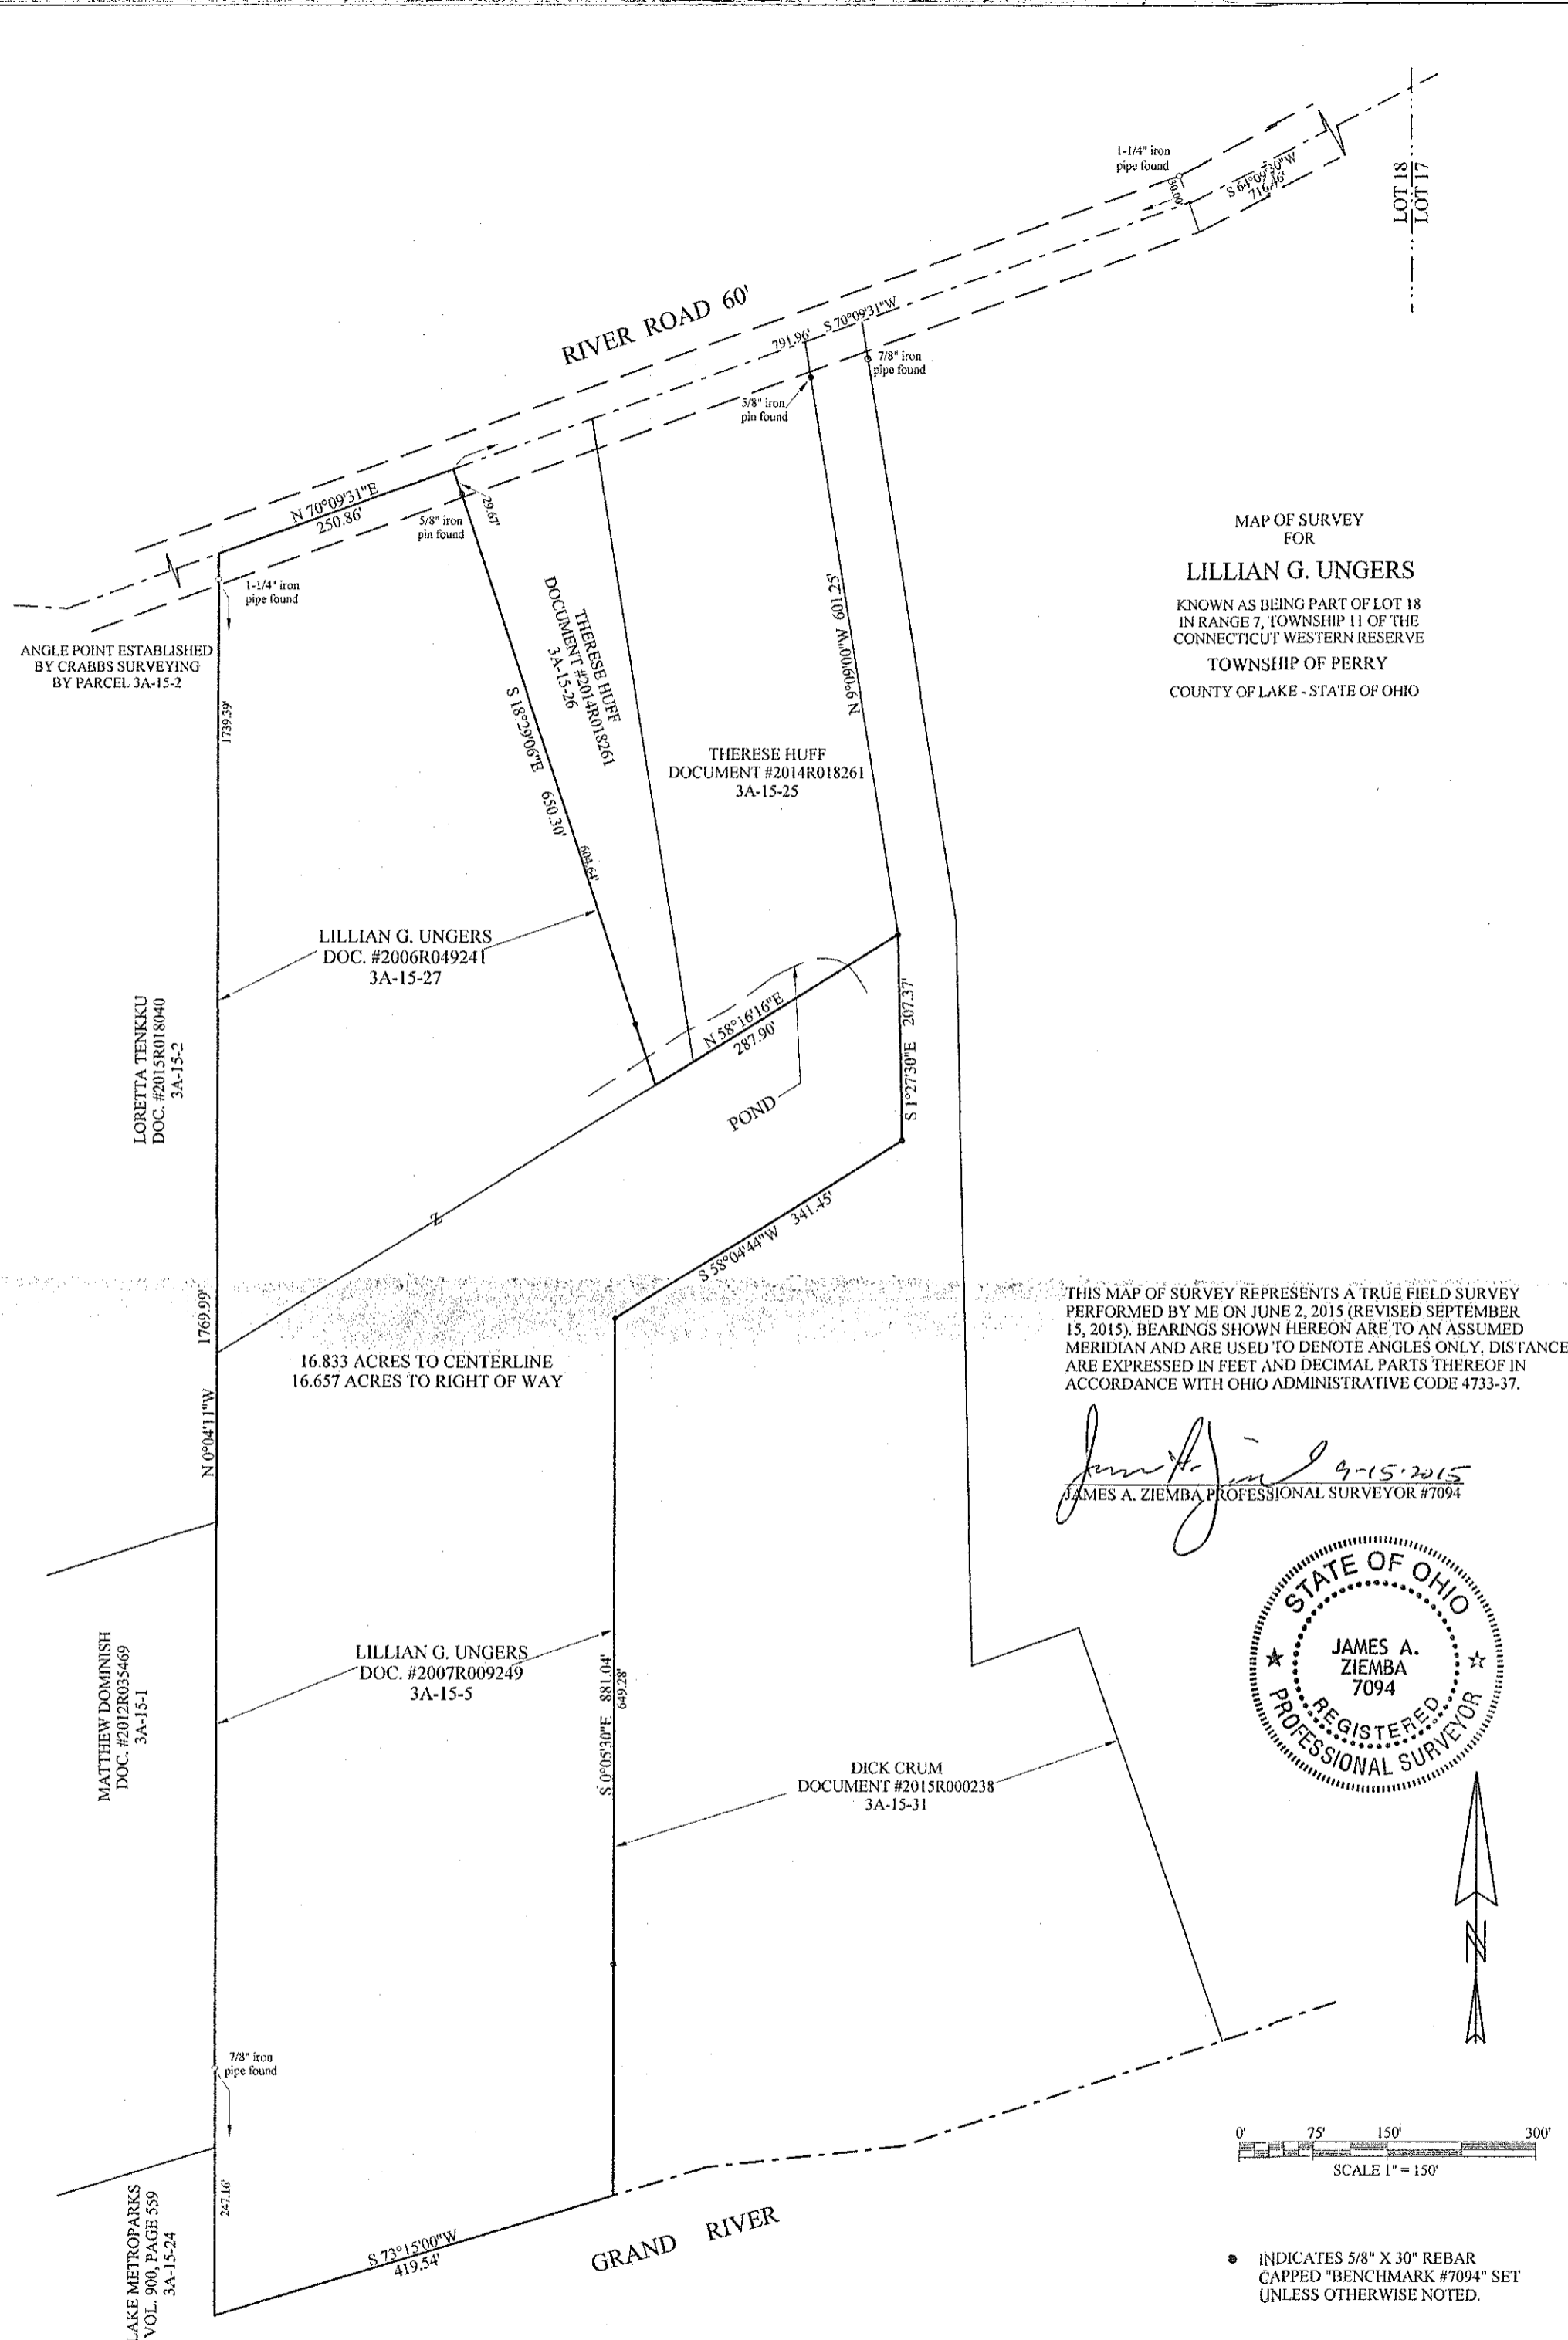 1-1/4" iron
pipe found
30.00'
S 64°09'30"W
716.46'
LOT 18
LOT 17
RIVER ROAD 60'
791.96' S 70°09'31"W
7/8" iron
pipe found
5/8" iron
pin found
N 70°09'31"E
250.86'
5/8" iron
pin found
29.67'
1-1/4" iron
pipe found
ANGLE POINT ESTABLISHED
BY CRABBS SURVEYING
BY PARCEL 3A-15-2
MAP OF SURVEY
FOR
LILLIAN G. UNGERS
KNOWN AS BEING PART OF LOT 18
IN RANGE 7, TOWNSHIP 11 OF THE
CONNECTICUT WESTERN RESERVE
TOWNSHIP OF PERRY
COUNTY OF LAKE - STATE OF OHIO
1739.39'
THERESE HUFF
DOCUMENT #2014R018261
3A-15-26
S 18°29'06"E 650.30'
604.64'
N 9°09'00"W 601.25'
THERESE HUFF
DOCUMENT #2014R018261
3A-15-25
LILLIAN G. UNGERS
DOC. #2006R049241
3A-15-27
LORETTA TENKKU
DOC. #2015R018040
3A-15-2
N 58°16'16"E
287.90'
S 1°27'30"E 207.37'
POND
Z
S 58°04'44"W 341.45'
N 0°04'11"W 1769.99'
16.833 ACRES TO CENTERLINE
16.657 ACRES TO RIGHT OF WAY
THIS MAP OF SURVEY REPRESENTS A TRUE FIELD SURVEY
PERFORMED BY ME ON JUNE 2, 2015 (REVISED SEPTEMBER
15, 2015). BEARINGS SHOWN HEREON ARE TO AN ASSUMED
MERIDIAN AND ARE USED TO DENOTE ANGLES ONLY. DISTANCE
ARE EXPRESSED IN FEET AND DECIMAL PARTS THEREOF IN
ACCORDANCE WITH OHIO ADMINISTRATIVE CODE 4733-37.
9-15-2015
JAMES A. ZIEMBA PROFESSIONAL SURVEYOR #7094
STATE OF OHIO
JAMES A.
ZIEMBA
7094
REGISTERED
PROFESSIONAL SURVEYOR
MATTHEW DOMINISH
DOC. #2012R035469
3A-15-1
LILLIAN G. UNGERS
DOC. #2007R009249
3A-15-5
S 0°05'30"E 881.04'
649.28'
DICK CRUM
DOCUMENT #2015R000238
3A-15-31
N
7/8" iron
pipe found
247.16'
LAKE METROPARKS
VOL. 900, PAGE 559
3A-15-24
S 73°15'00"W
419.54'
GRAND RIVER
0' 75' 150' 300'
SCALE 1" = 150'
INDICATES 5/8" X 30" REBAR
CAPPED "BENCHMARK #7094" SET
UNLESS OTHERWISE NOTED.